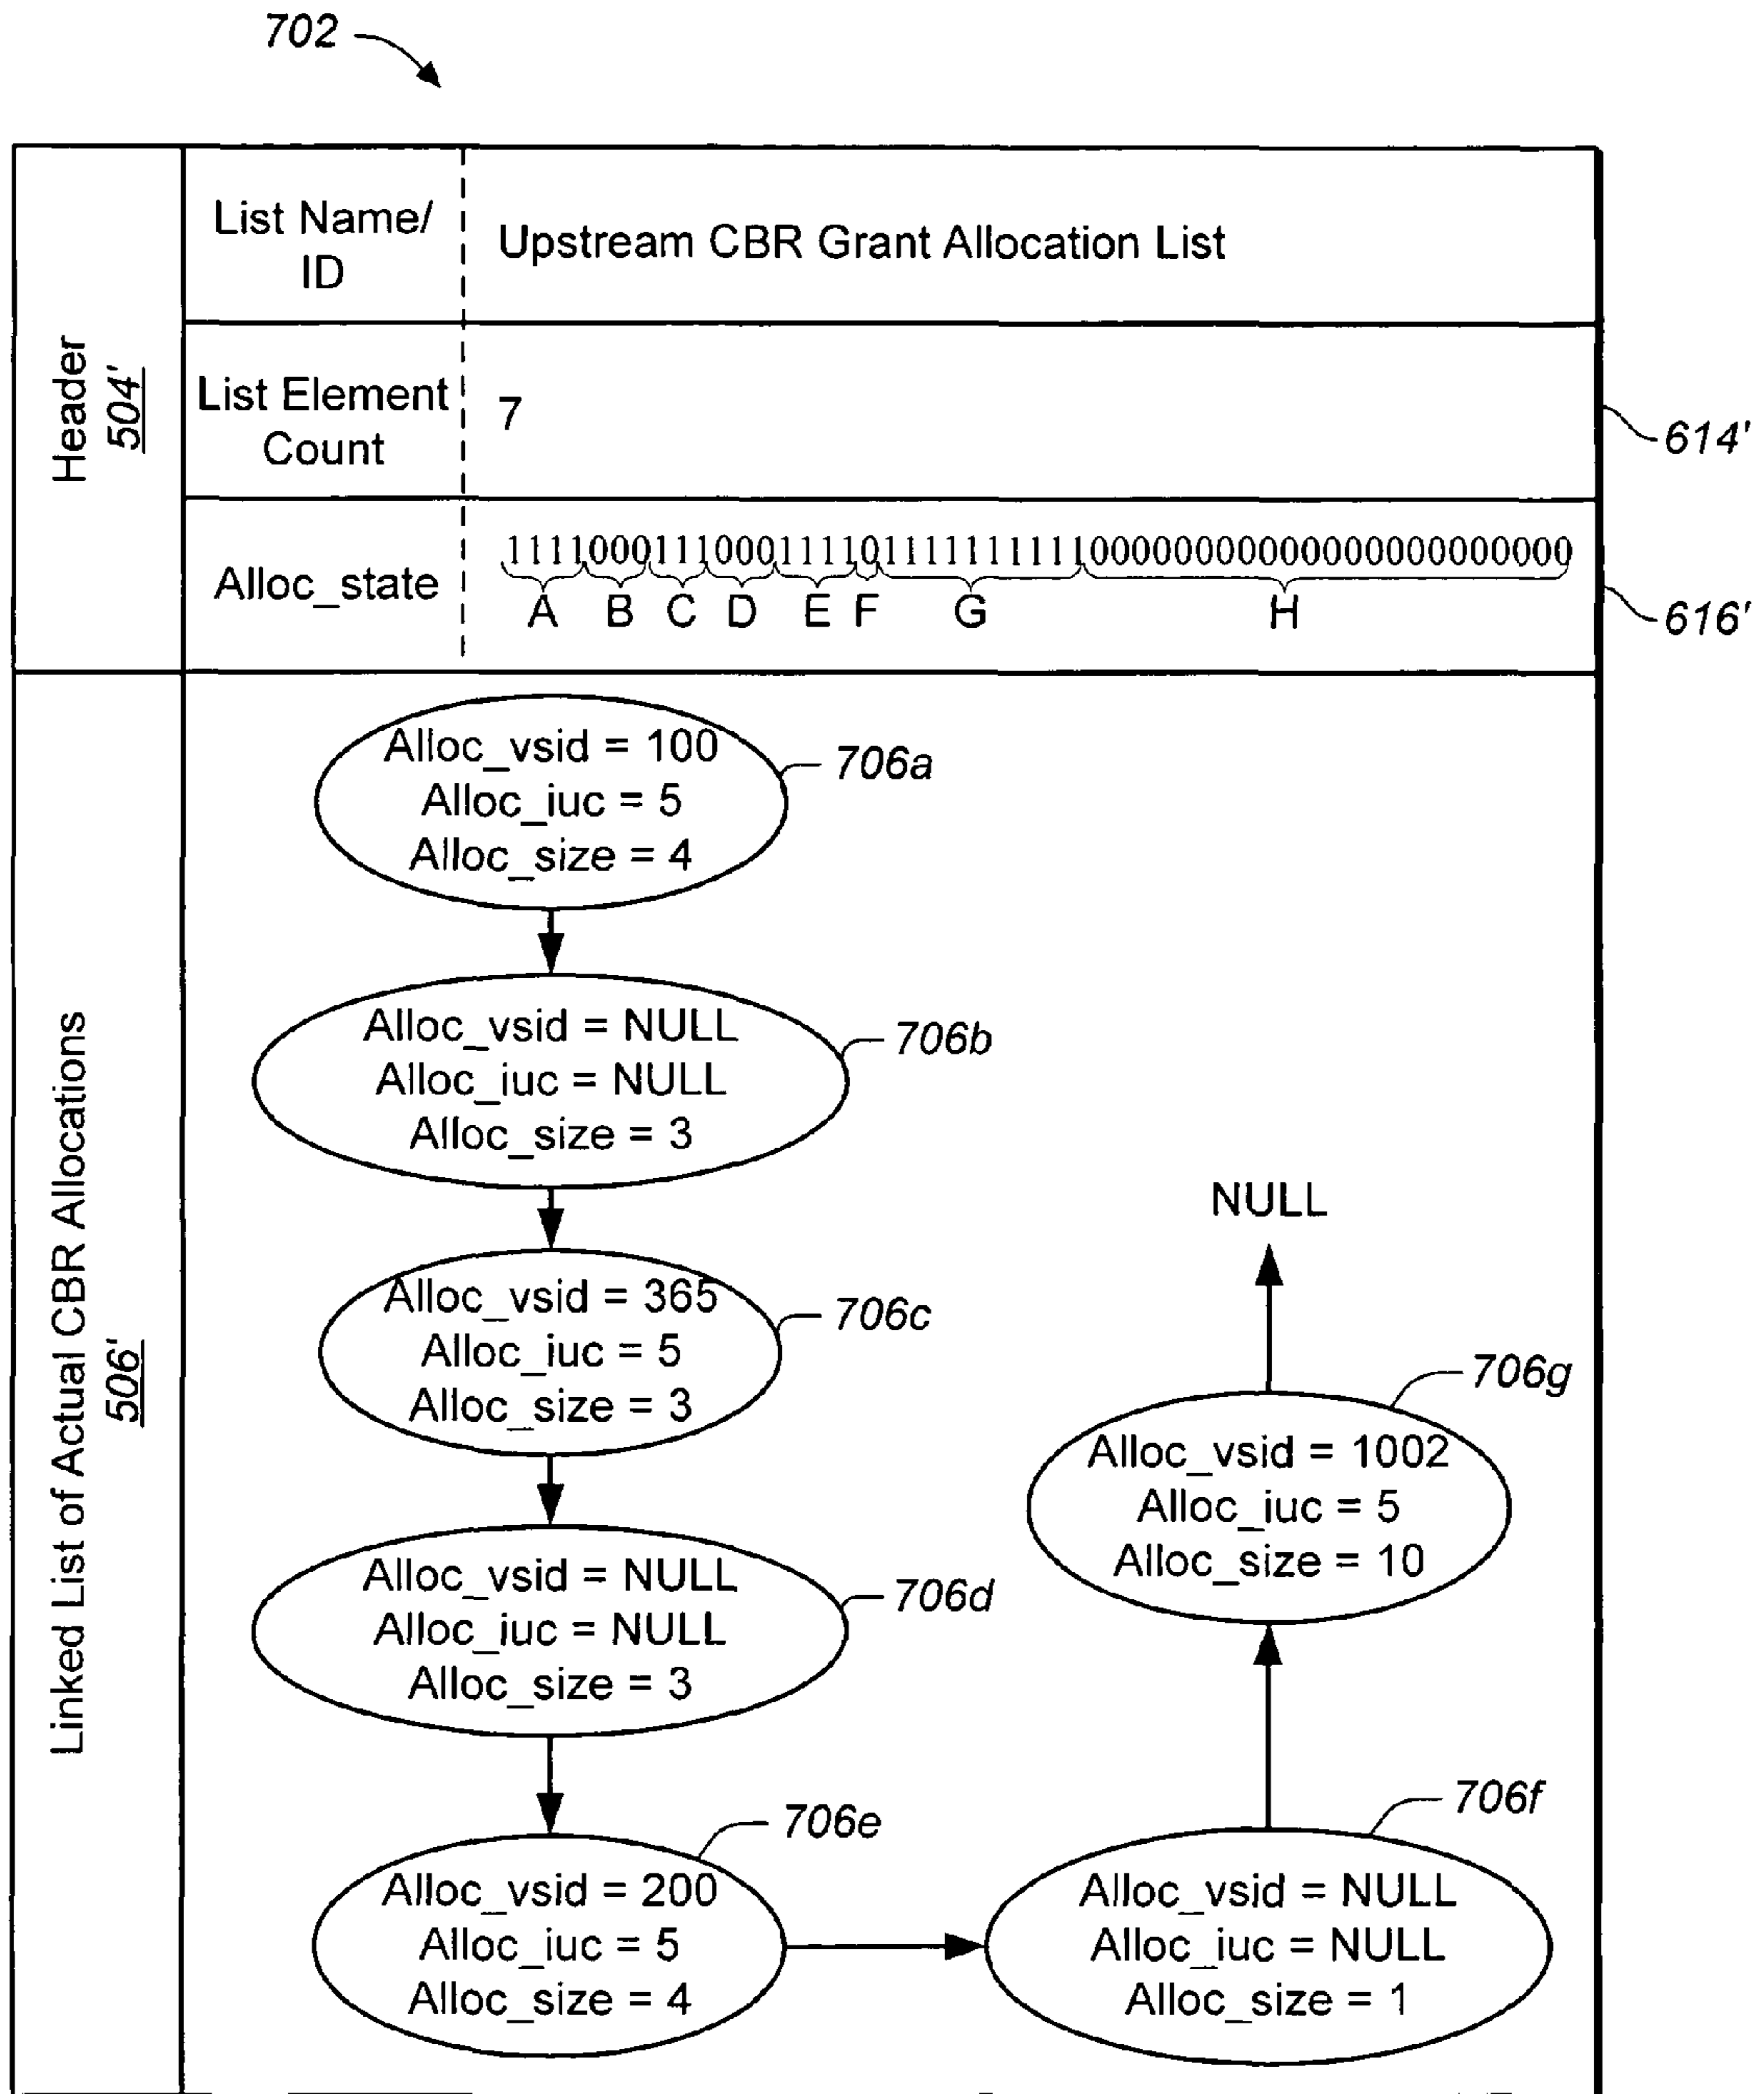 702
Header
504'
List Name/
ID
Upstream CBR Grant Allocation List
List Element
Count
7
614'
Alloc_state
111100011100011110111111111100000000000000000000000
A B C D E F G H
616'
Linked List of Actual CBR Allocations
506'
Alloc_vsid = 100
Alloc_iuc = 5
Alloc_size = 4
706a
Alloc_vsid = NULL
Alloc_iuc = NULL
Alloc_size = 3
706b
Alloc_vsid = 365
Alloc_iuc = 5
Alloc_size = 3
706c
Alloc_vsid = NULL
Alloc_iuc = NULL
Alloc_size = 3
706d
Alloc_vsid = 200
Alloc_iuc = 5
Alloc_size = 4
706e
Alloc_vsid = NULL
Alloc_iuc = NULL
Alloc_size = 1
706f
Alloc_vsid = 1002
Alloc_iuc = 5
Alloc_size = 10
706g
NULL